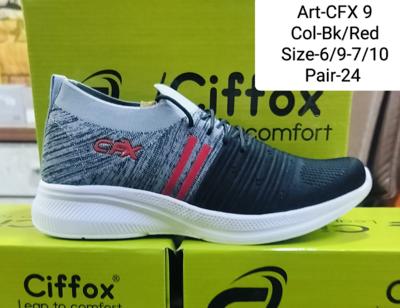 Art-CFX 9
Col-Bk/Red
Size-6/9-7/10
Pair-24
Ciffox
comfort
CFX
Ciffox®
Leap to comfort
Ciffox